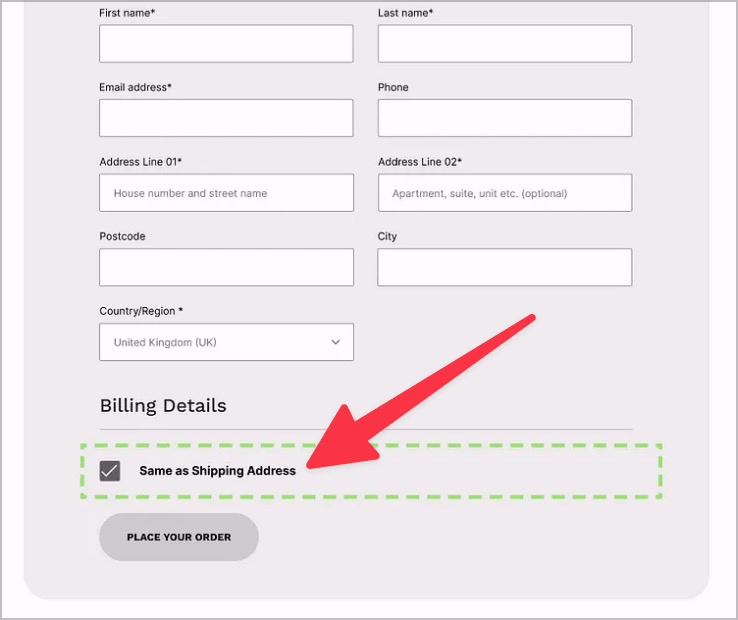 First name* Last name*
Email address* Phone
Address Line 01* Address Line 02*
House number and street name Apartment, suite, unit etc. (optional)
Postcode City
Country/Region *
United Kingdom (UK)
Billing Details
Same as Shipping Address
PLACE YOUR ORDER